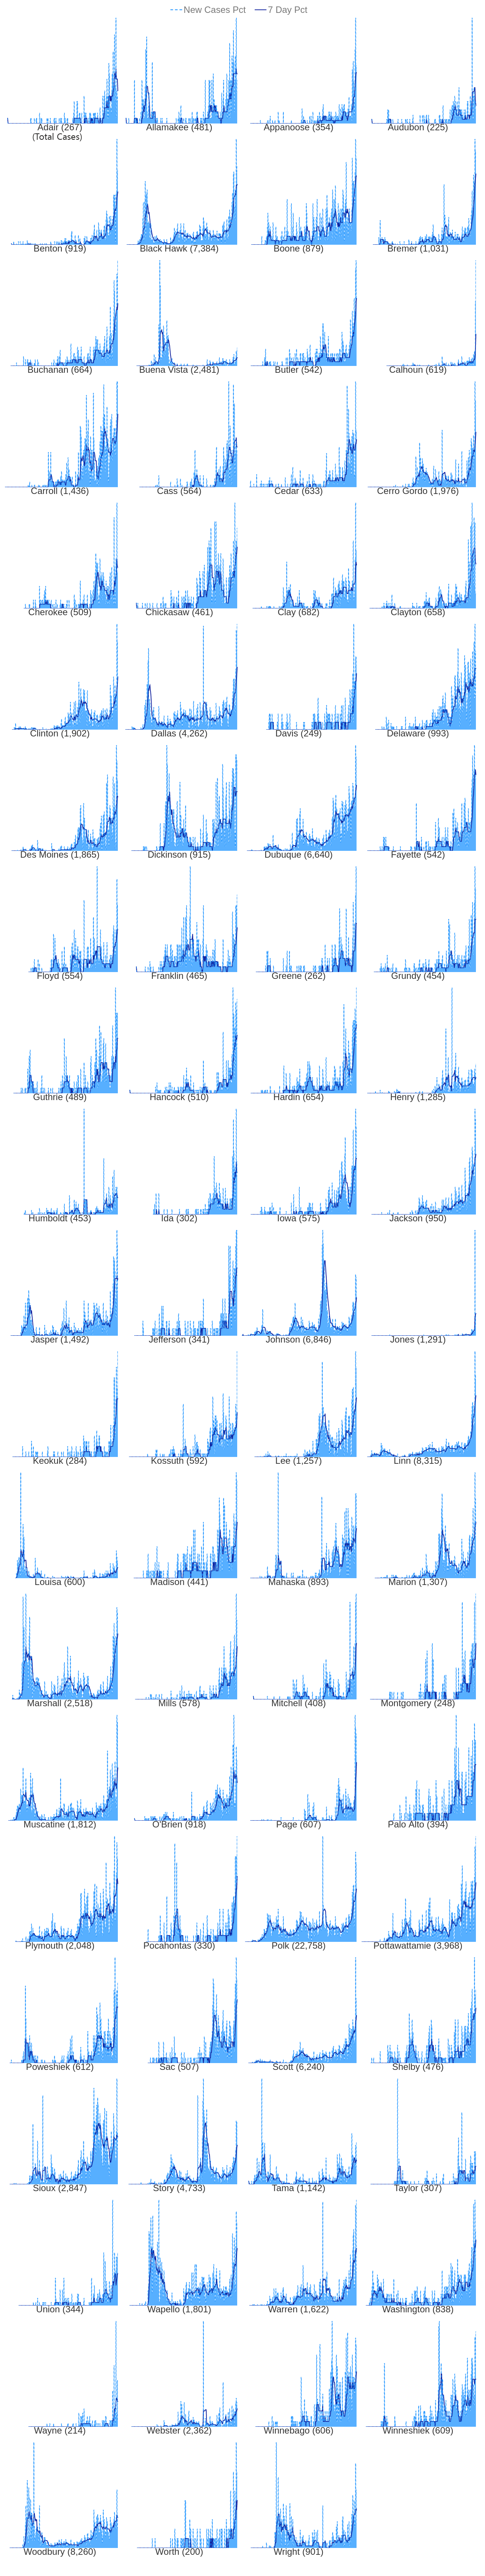 New Cases Pct 7 Day Pct
Adair (267) Allamakee (481) Appanoose (354) Audubon (225)
(Total Cases)
Benton (919) Black Hawk (7,384) Boone (879) Bremer (1,031)
Buchanan (664) Buena Vista (2,481) Butler (542) Calhoun (619)
Carroll (1,436) Cass (564) Cedar (633) Cerro Gordo (1,976)
Cherokee (509) Chickasaw (461) Clay (682) Clayton (658)
Clinton (1,902) Dallas (4,262) Davis (249) Delaware (993)
Des Moines (1,865) Dickinson (915) Dubuque (6,640) Fayette (542)
Floyd (554) Franklin (465) Greene (262) Grundy (454)
Guthrie (489) Hancock (510) Hardin (654) Henry (1,285)
Humboldt (453) Ida (302) Iowa (575) Jackson (950)
Jasper (1,492) Jefferson (341) Johnson (6,846) Jones (1,291)
Keokuk (284) Kossuth (592) Lee (1,257) Linn (8,315)
Louisa (600) Madison (441) Mahaska (893) Marion (1,307)
Marshall (2,518) Mills (578) Mitchell (408) Montgomery (248)
Muscatine (1,812) O'Brien (918) Page (607) Palo Alto (394)
Plymouth (2,048) Pocahontas (330) Polk (22,758) Pottawattamie (3,968)
Poweshiek (612) Sac (507) Scott (6,240) Shelby (476)
Sioux (2,847) Story (4,733) Tama (1,142) Taylor (307)
Union (344) Wapello (1,801) Warren (1,622) Washington (838)
Wayne (214) Webster (2,362) Winnebago (606) Winneshiek (609)
Woodbury (8,260) Worth (200) Wright (901)